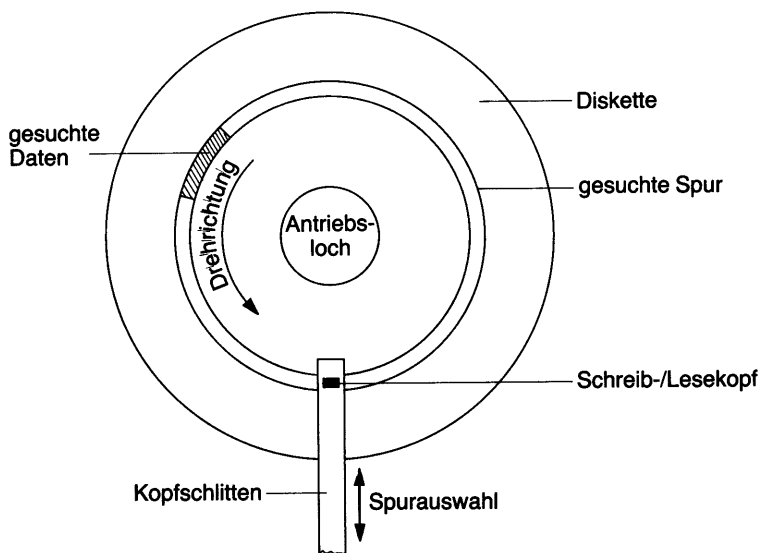 Diskette
gesuchte
Daten
gesuchte Spur
Drehrichtung
Antriebs-
loch
Schreib-/Lesekopf
Kopfschlitten
Spurauswahl